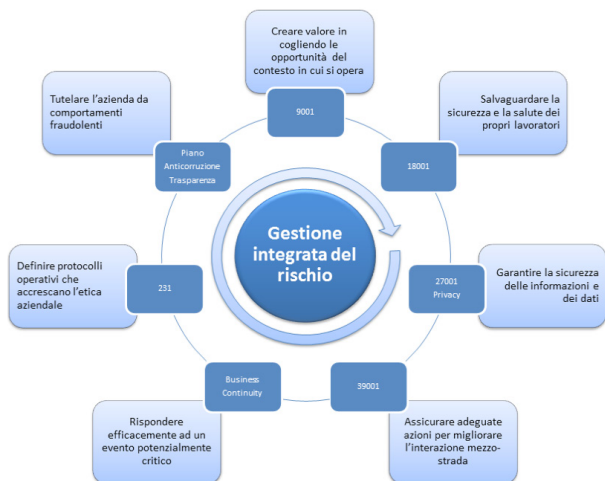 Creare valore in
cogliendo le
opportunità del
contesto in cui si opera
9001
Salvaguardare la
sicurezza e la salute dei
propri lavoratori
18001
Garantire la sicurezza
delle informazioni e
dei dati
27001
Privacy
Assicurare adeguate
azioni per migliorare
l'interazione mezzo-
strada
39001
Rispondere
efficacemente ad un
evento potenzialmente
critico
Business
Continuity
Definire protocolli
operativi che
accrescano l'etica
aziendale
231
Tutelare l'azienda da
comportamenti
fraudolenti
Piano
Anticorruzione
Trasparenza
Gestione
integrata del
rischio